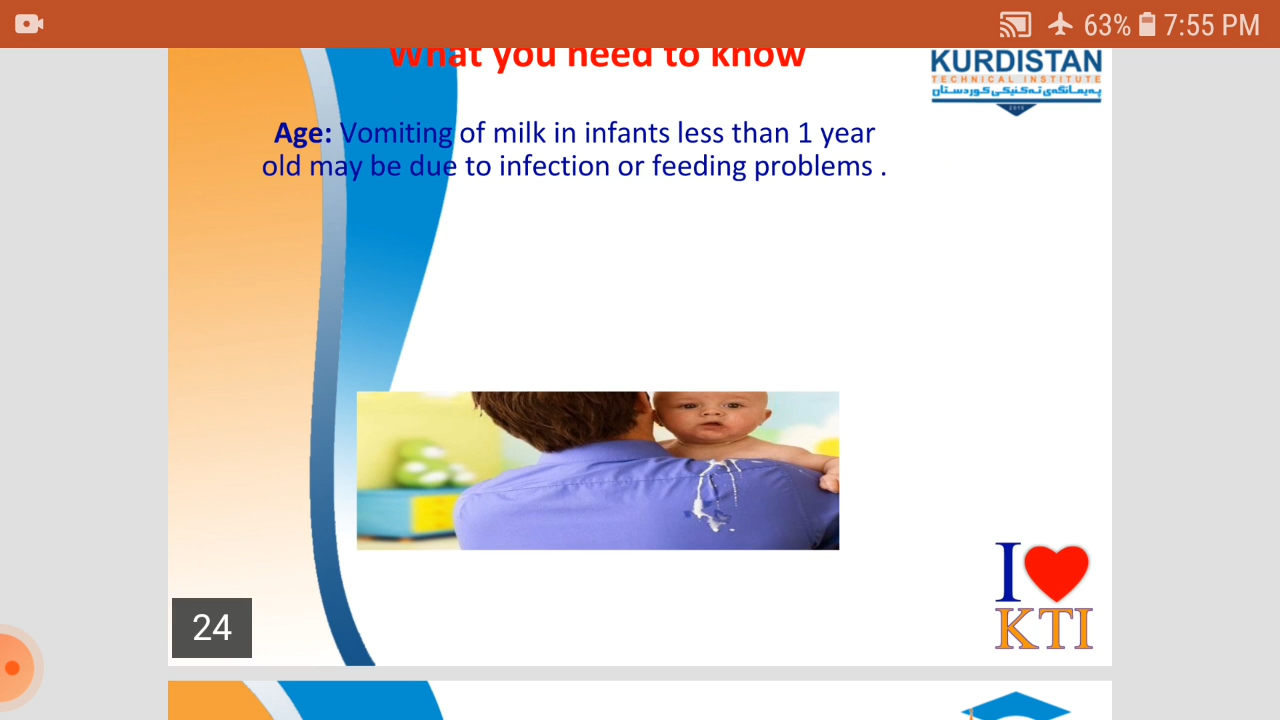 63% 7:55 PM
What you need to know
KURDISTAN
TECHNICAL INSTITUTE
پەیمانگەی تەکنیکی کوردستان
2016
Age: Vomiting of milk in infants less than 1 year
old may be due to infection or feeding problems .
I
KTI
24